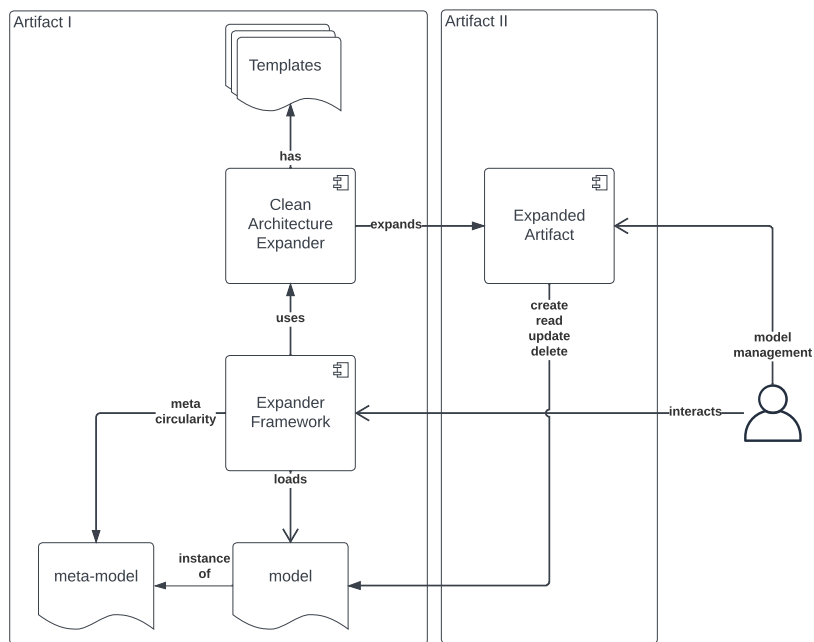 Artifact I
Artifact II
Templates
has
Clean
Architecture
Expander
expands
Expanded
Artifact
uses
create
read
update
delete
model
management
meta
circularity
Expander
Framework
interacts
loads
instance
of
meta-model
model